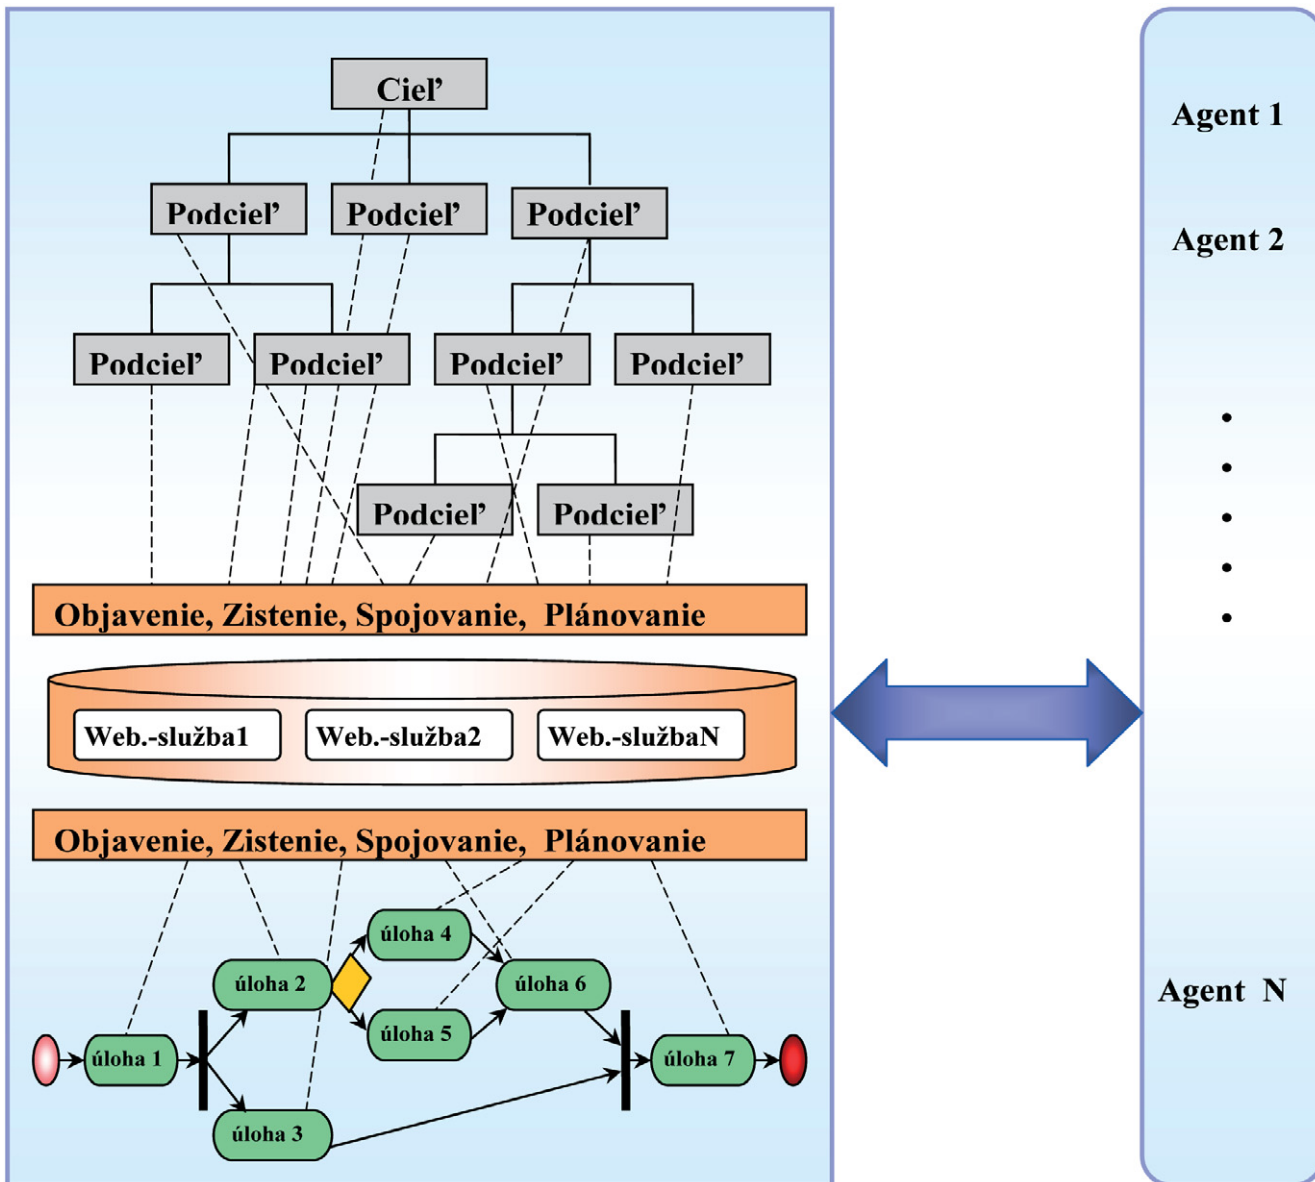 Cieľ
Podcieľ Podcieľ Podcieľ
Podcieľ Podcieľ Podcieľ Podcieľ
Podcieľ Podcieľ
Objavenie, Zistenie, Spojovanie, Plánovanie
Web.-služba1 Web.-služba2 Web.-službaN
Objavenie, Zistenie, Spojovanie, Plánovanie
úloha 4
úloha 2 úloha 6
úloha 5
úloha 1 úloha 7
úloha 3
Agent 1
Agent 2
Agent N